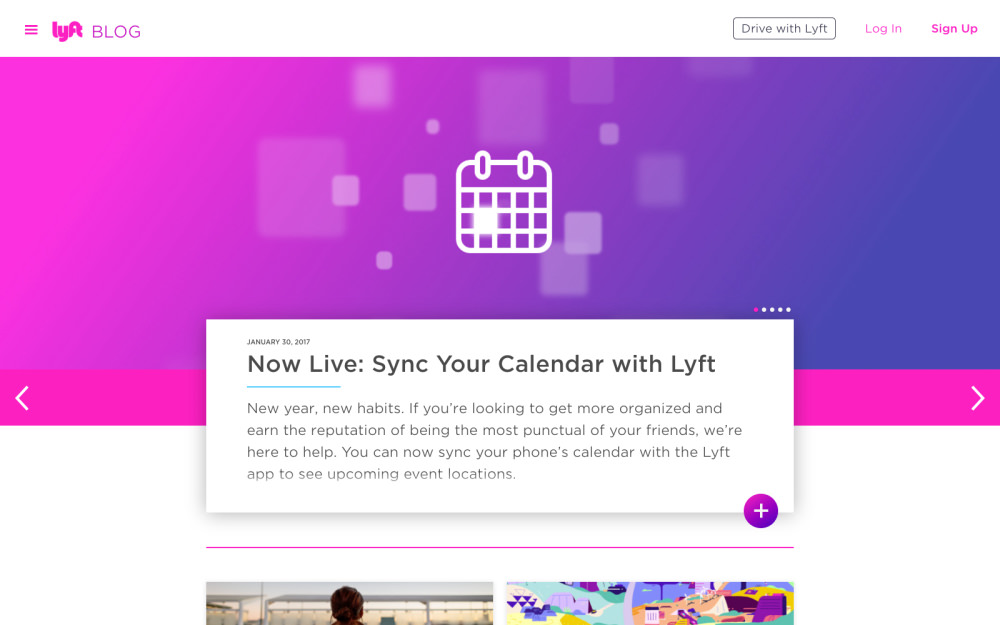 lyft BLOG
Drive with Lyft
Log In
Sign Up
JANUARY 30, 2017
Now Live: Sync Your Calendar with Lyft
New year, new habits. If you’re looking to get more organized and
earn the reputation of being the most punctual of your friends, we’re
here to help. You can now sync your phone’s calendar with the Lyft
app to see upcoming event locations.